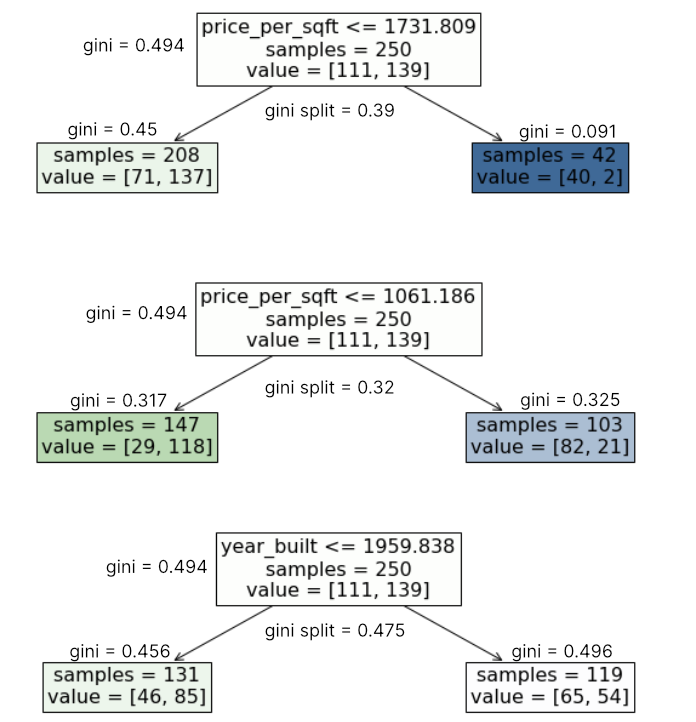 gini = 0.494
price_per_sqft <= 1731.809
samples = 250
value = [111, 139]
gini split = 0.39
gini = 0.45
samples = 208
value = [71, 137]
gini = 0.091
samples = 42
value = [40, 2]
gini = 0.494
price_per_sqft <= 1061.186
samples = 250
value = [111, 139]
gini split = 0.32
gini = 0.317
samples = 147
value = [29, 118]
gini = 0.325
samples = 103
value = [82, 21]
gini = 0.494
year_built <= 1959.838
samples = 250
value = [111, 139]
gini split = 0.475
gini = 0.456
samples = 131
value = [46, 85]
gini = 0.496
samples = 119
value = [65, 54]